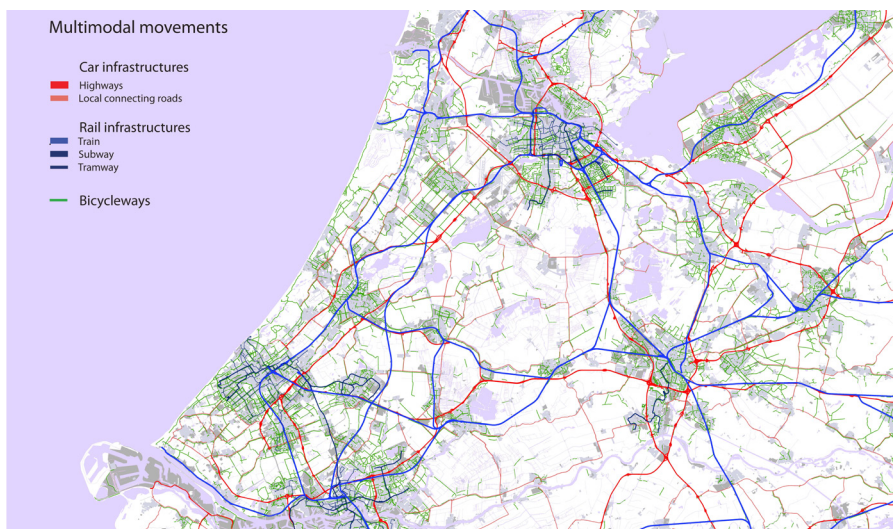 Multimodal movements
Car infrastructures
Highways
Local connecting roads
Rail infrastructures
Train
Subway
Tramway
Bicycleways